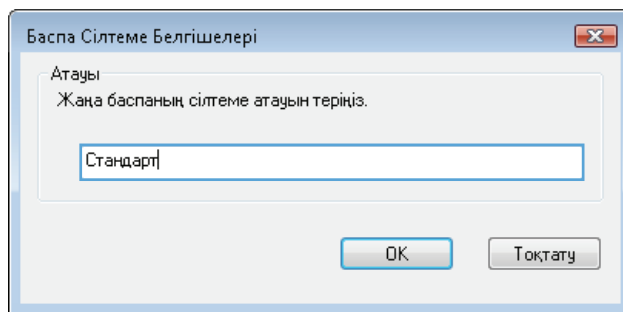 Баспа Сілтеме Белгішелері
Атауы
Жаңа баспаның сілтеме атауын теріңіз.
Стандарт
OK
Тоқтату